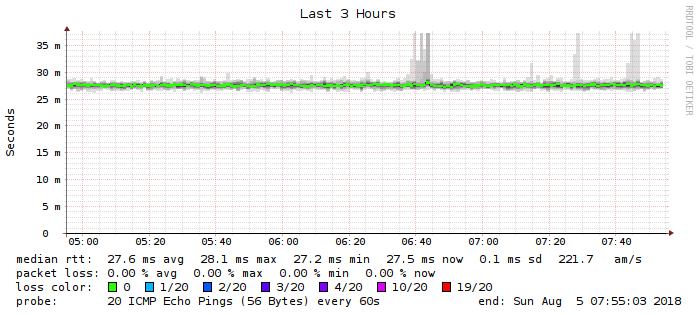 Last 3 Hours
RRDTOOL / TOBI OETIKER
Seconds
35 m
30 m
25 m
20 m
15 m
10 m
5 m
0
05:00 05:20 05:40 06:00 06:20 06:40 07:00 07:20 07:40
median rtt: 27.6 ms avg 28.1 ms max 27.2 ms min 27.5 ms now 0.1 ms sd 221.7 am/s
packet loss: 0.00 % avg 0.00 % max 0.00 % min 0.00 % now
loss color: 0 1/20 2/20 3/20 4/20 10/20 19/20
probe: 20 ICMP Echo Pings (56 Bytes) every 60s end: Sun Aug 5 07:55:03 2018